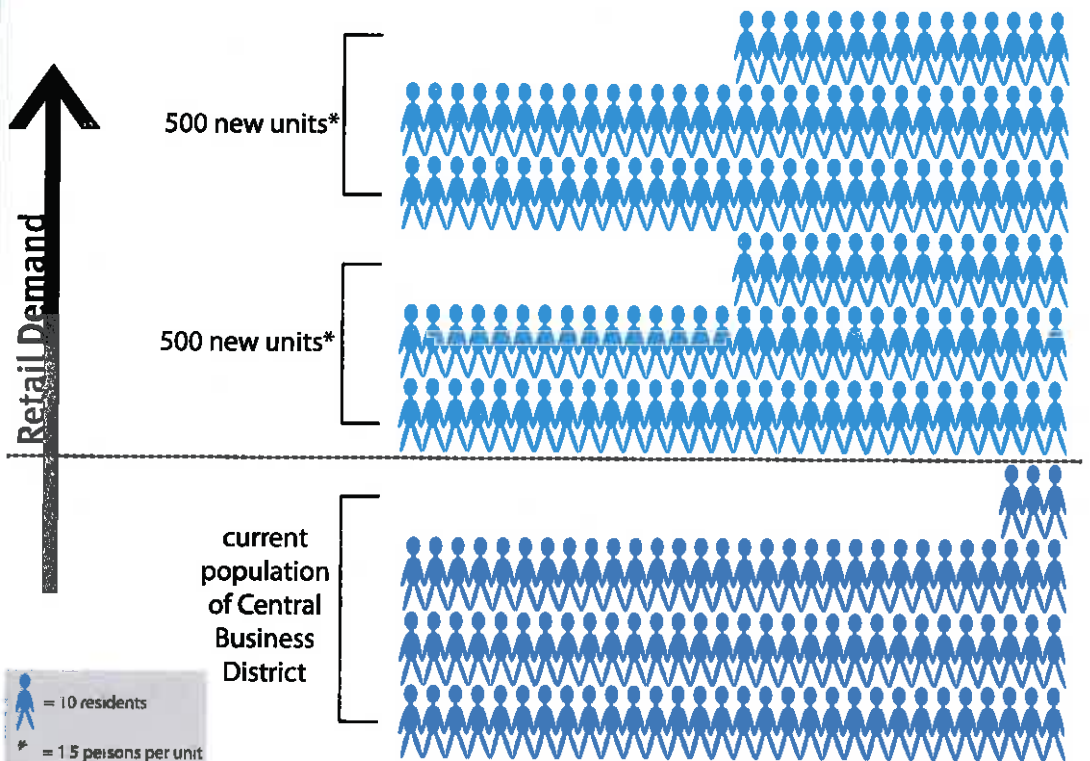 500 new units*
Retail Demand
500 new units*
current
population
of Central
Business
District
= 10 residents
* = 1.5 persons per unit